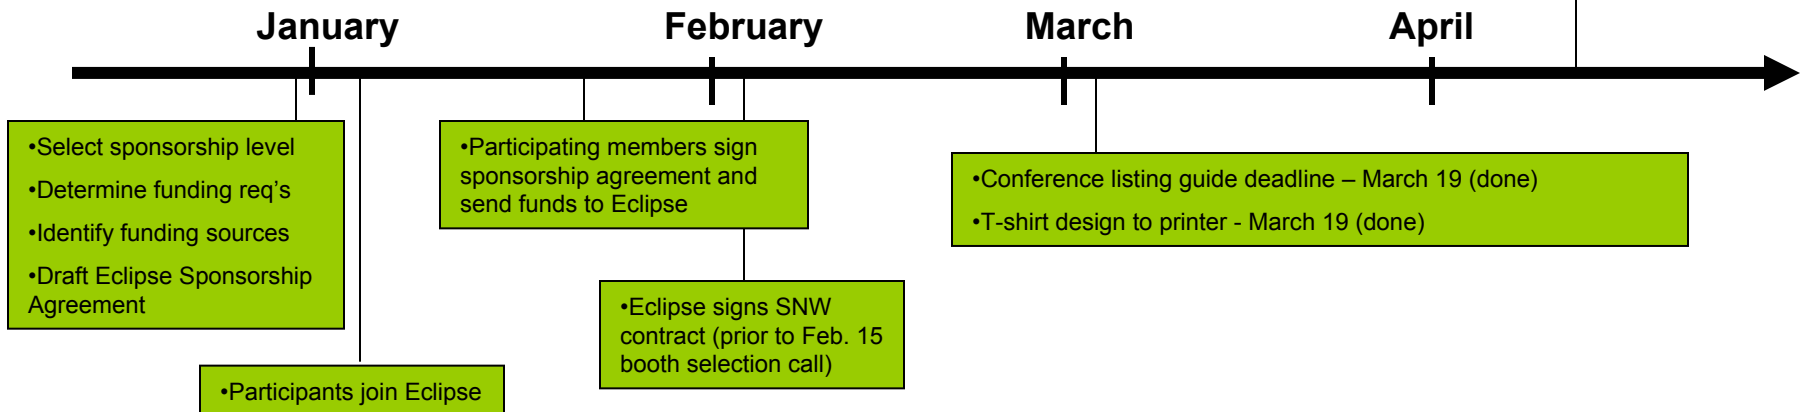 January February March April
•Select sponsorship level
•Determine funding req's
•Identify funding sources
•Draft Eclipse Sponsorship
Agreement
•Participants join Eclipse
•Participating members sign
sponsorship agreement and
send funds to Eclipse
•Eclipse signs SNW
contract (prior to Feb. 15
booth selection call)
•Conference listing guide deadline – March 19 (done)
•T-shirt design to printer - March 19 (done)